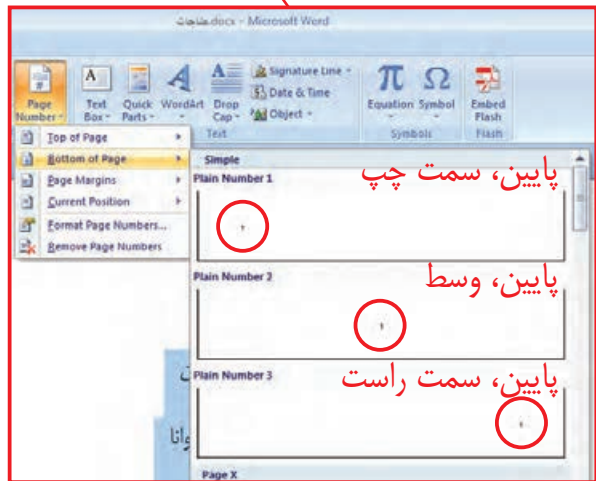 مناجات.docx - Microsoft Word
Page Number
Text Box
Quick Parts
WordArt
Drop Cap
Signature Line
Date & Time
Object
Equation
Symbol
Embed Flash
Text
Symbols
Flash
Top of Page
Bottom of Page
Page Margins
Current Position
Format Page Numbers...
Remove Page Numbers
Simple
Plain Number 1
پایین، سمت چپ
Plain Number 2
پایین، وسط
Plain Number 3
پایین، سمت راست
Page X
وانا